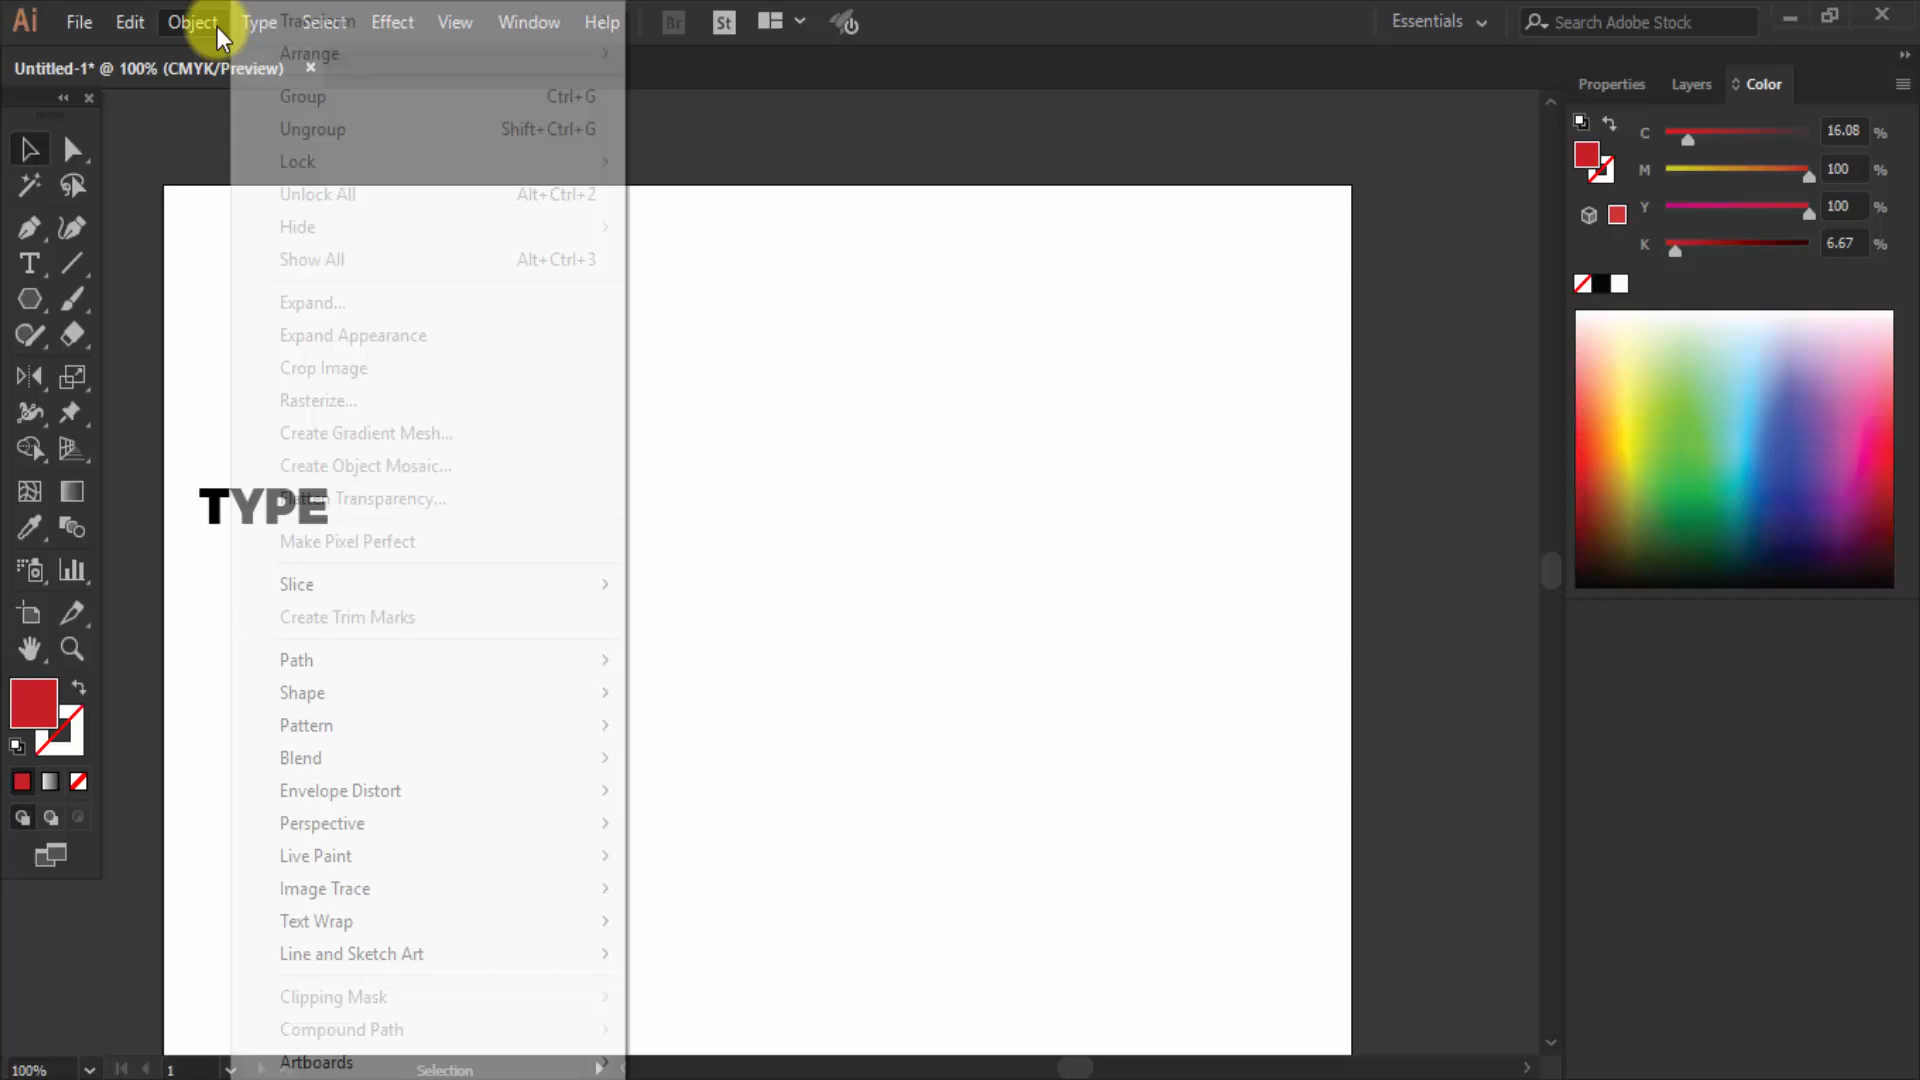 Ai File Edit Object Type Select Effect View Window Help Br St Essentials Search Adobe Stock
Transform
Arrange
Untitled-1* @ 100% (CMYK/Preview)
Properties Layers Color
Group Ctrl+G
Ungroup Shift+Ctrl+G
Lock
Unlock All Alt+Ctrl+2
Hide
Show All Alt+Ctrl+3
Expand...
Expand Appearance
Crop Image
Rasterize...
Create Gradient Mesh...
Create Object Mosaic...
Flatten Transparency...
TYPE
Make Pixel Perfect
Slice
Create Trim Marks
Path
Shape
Pattern
Blend
Envelope Distort
Perspective
Live Paint
Image Trace
Text Wrap
Line and Sketch Art
Clipping Mask
Compound Path
Artboards
C 16.08 %
M 100 %
Y 100 %
K 6.67 %
100% 1 Selection